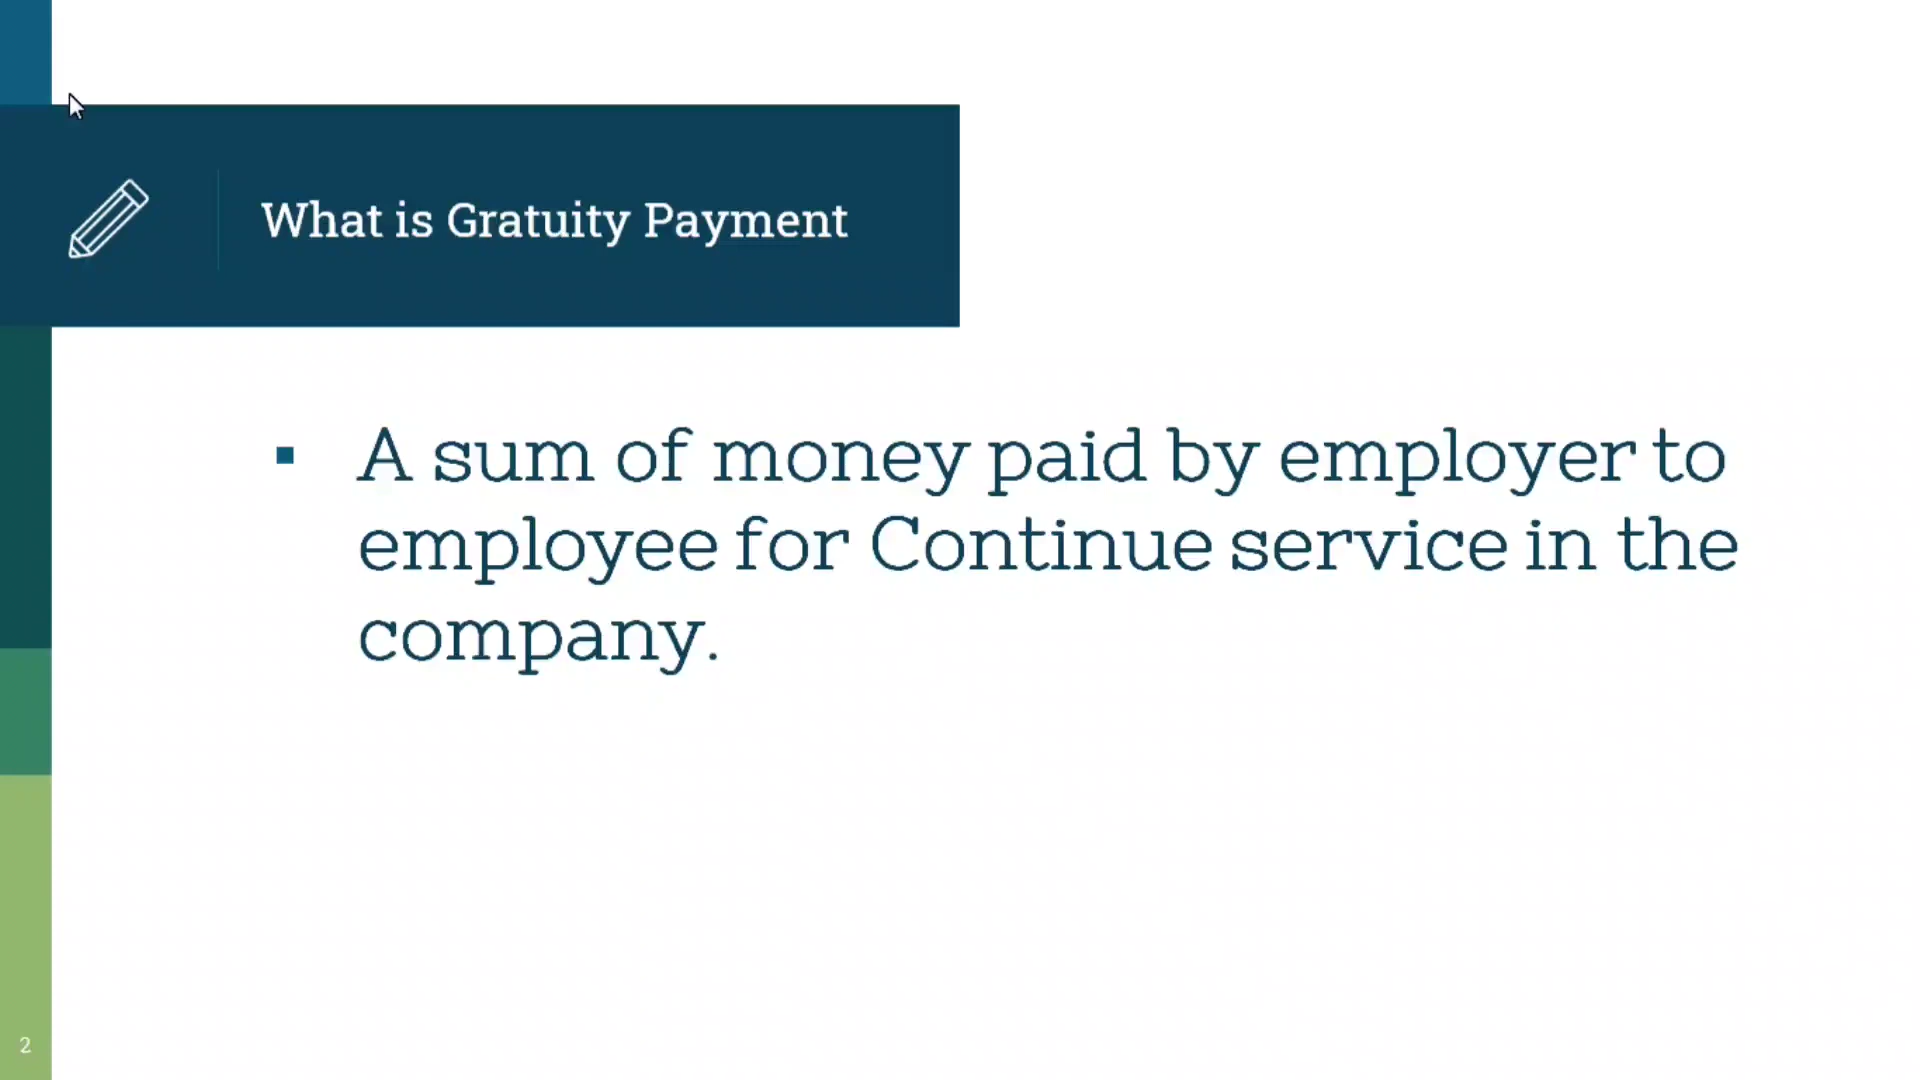 What is Gratuity Payment
▪ A sum of money paid by employer to
employee for Continue service in the
company.
2